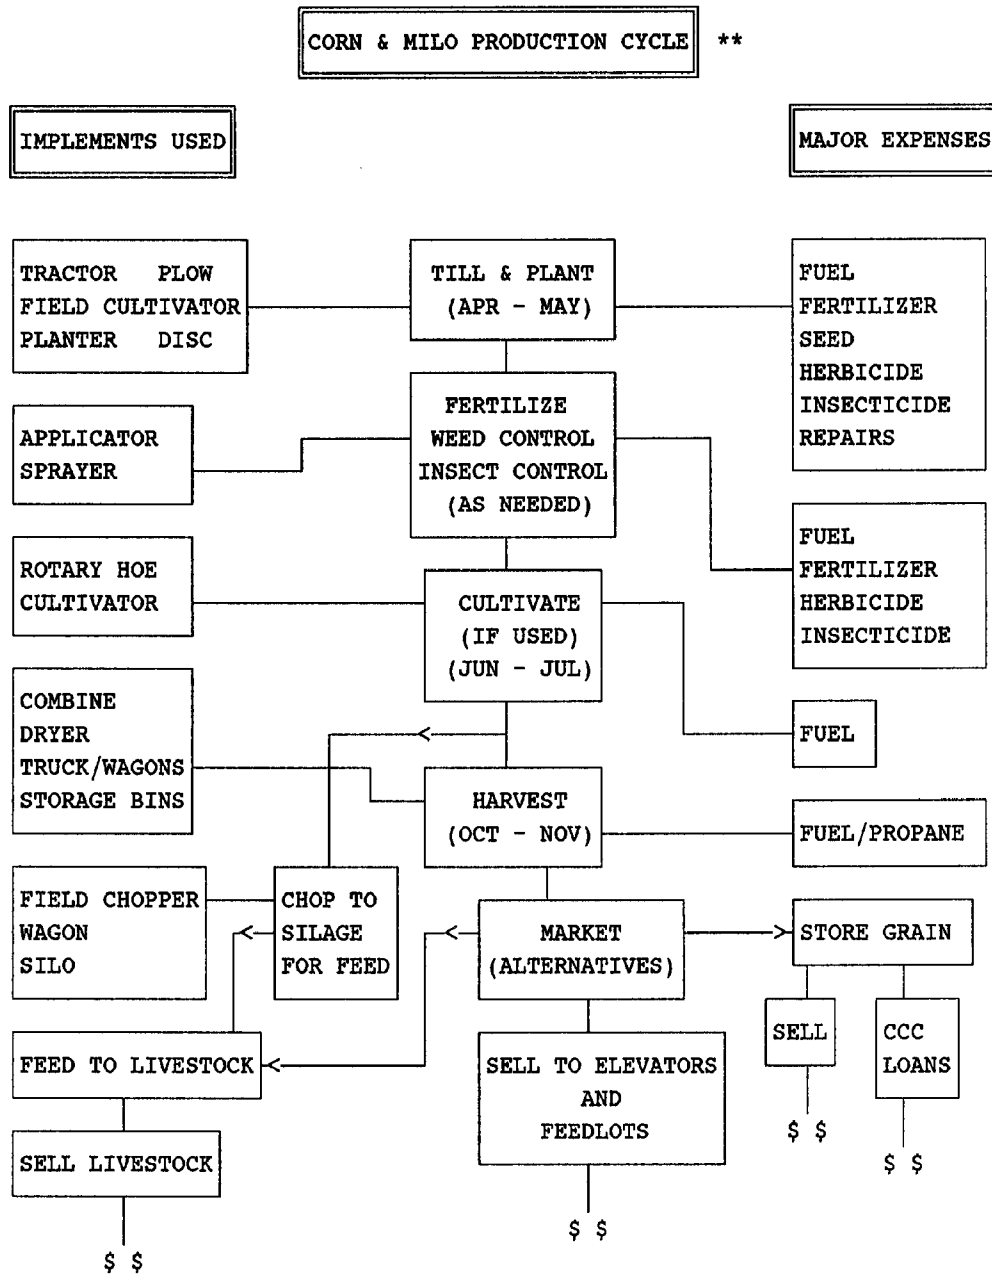 CORN & MILO PRODUCTION CYCLE **
IMPLEMENTS USED
MAJOR EXPENSES
TRACTOR PLOW
FIELD CULTIVATOR
PLANTER DISC
TILL & PLANT
(APR - MAY)
FUEL
FERTILIZER
SEED
HERBICIDE
INSECTICIDE
REPAIRS
APPLICATOR
SPRAYER
FERTILIZE
WEED CONTROL
INSECT CONTROL
(AS NEEDED)
FUEL
FERTILIZER
HERBICIDE
INSECTICIDE
ROTARY HOE
CULTIVATOR
CULTIVATE
(IF USED)
(JUN - JUL)
FUEL
COMBINE
DRYER
TRUCK/WAGONS
STORAGE BINS
HARVEST
(OCT - NOV)
FUEL/PROPANE
FIELD CHOPPER
WAGON
SILO
CHOP TO
SILAGE
FOR FEED
MARKET
(ALTERNATIVES)
STORE GRAIN
SELL
CCC
LOANS
FEED TO LIVESTOCK
SELL TO ELEVATORS
AND
FEEDLOTS
$ $
$ $
SELL LIVESTOCK
$ $
$ $